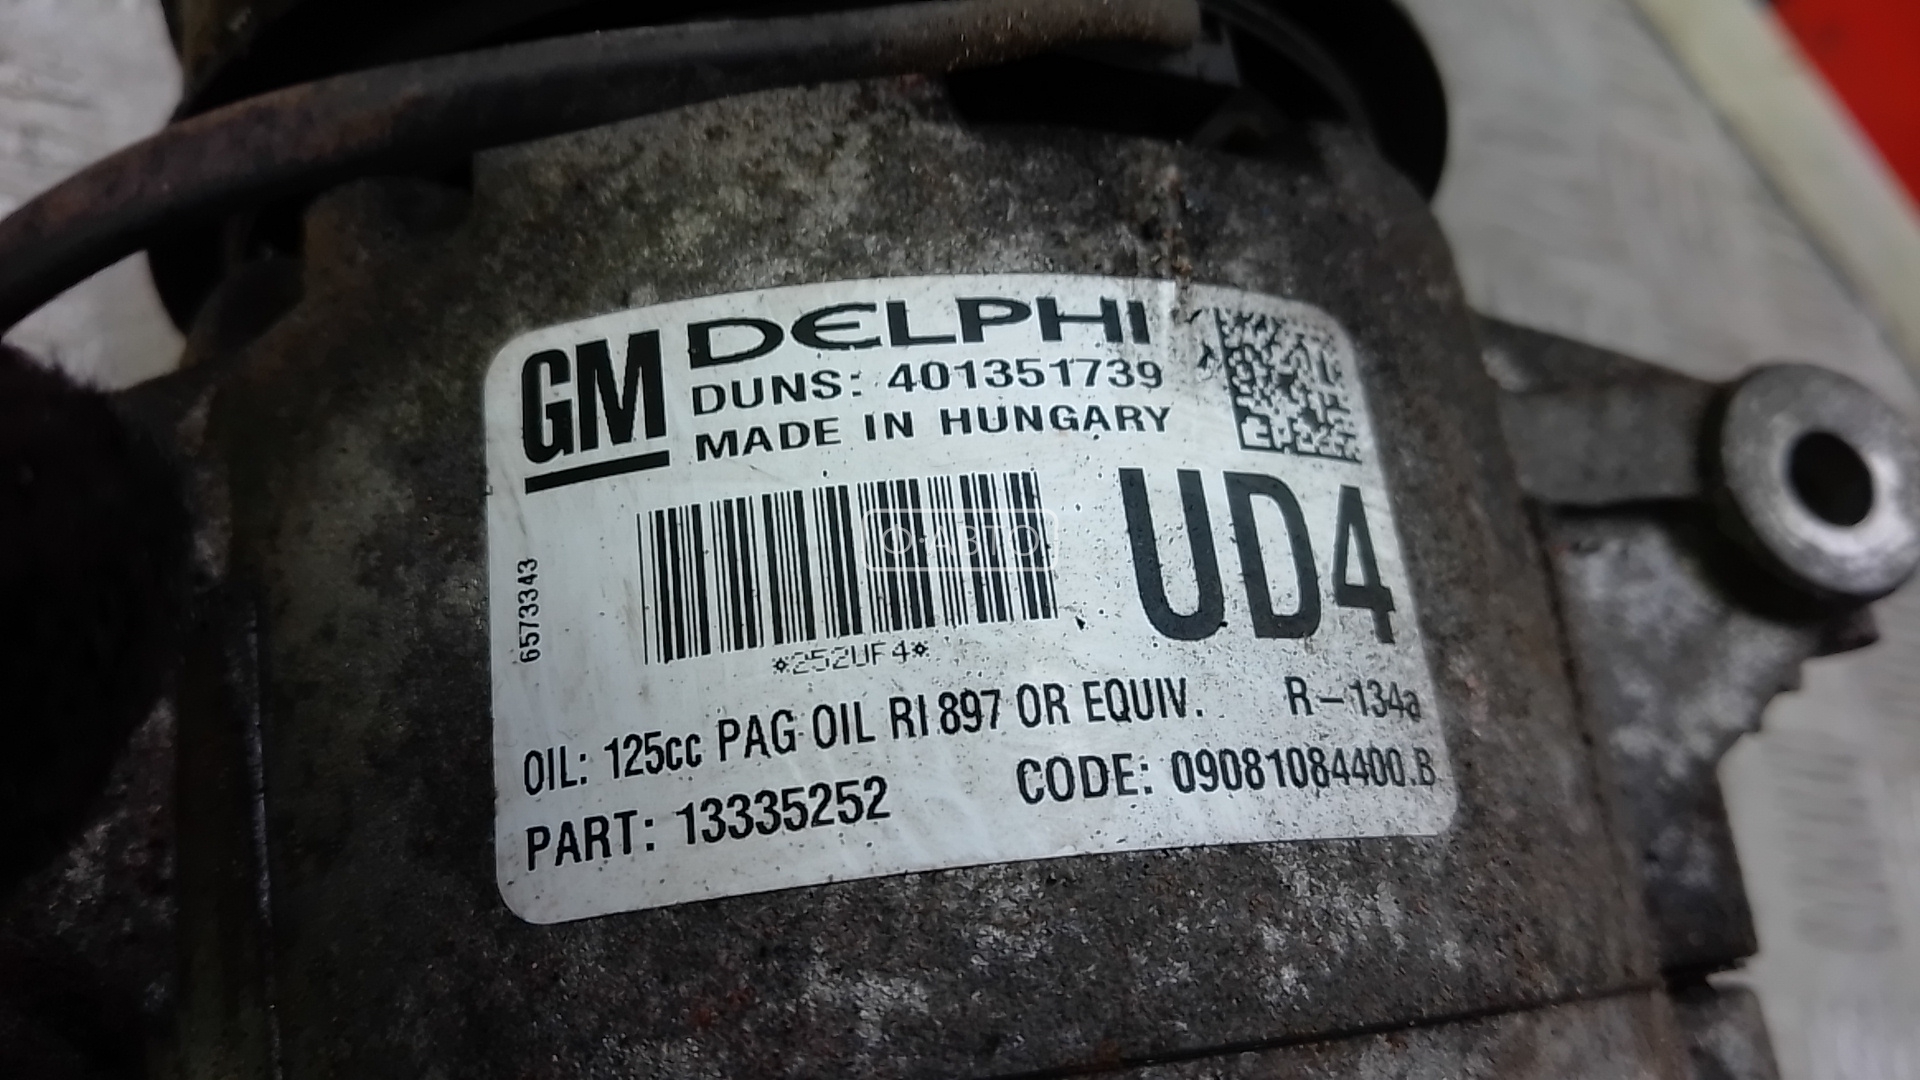 GM DELPHI
DUNS: 401351739
MADE IN HUNGARY
UD4
6573343
*252UF4*
О·АВТО
OIL: 125cc PAG OIL RI 897 OR EQUIV. R-134a
PART: 13335252 CODE: 09081084400.B